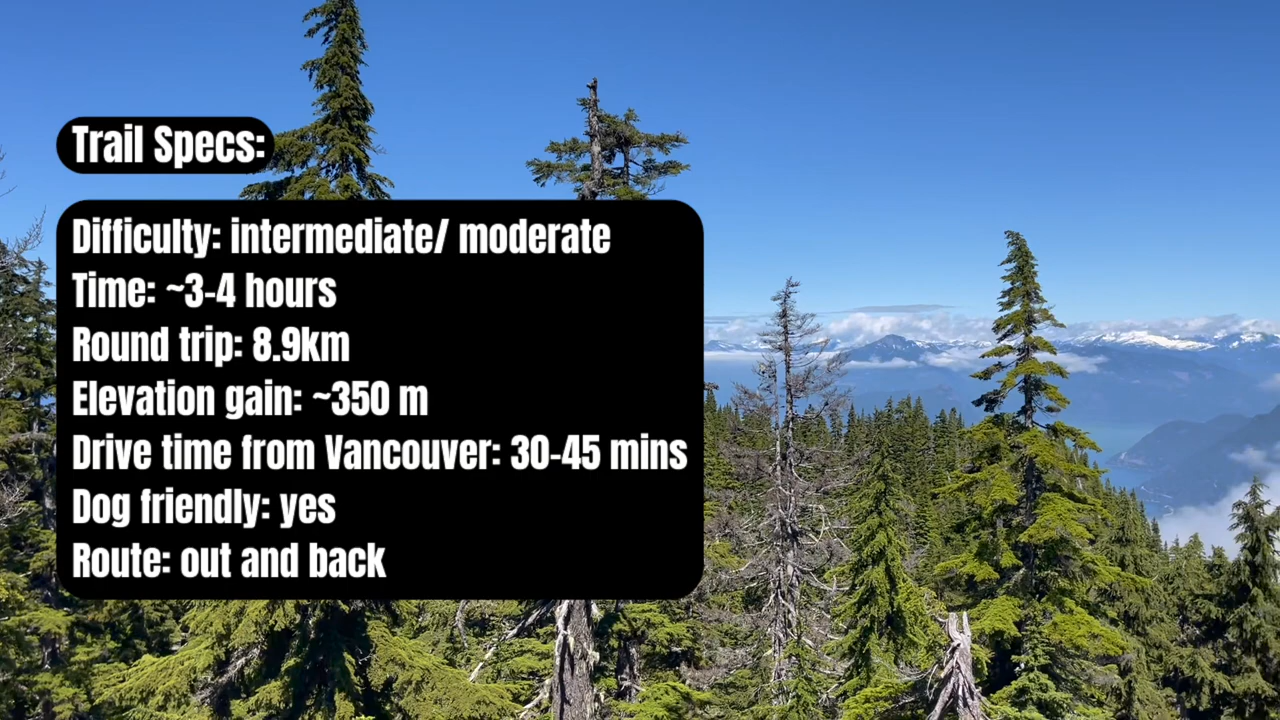 Trail Specs:
Difficulty: intermediate/ moderate
Time: ~3-4 hours
Round trip: 8.9km
Elevation gain: ~350 m
Drive time from Vancouver: 30-45 mins
Dog friendly: yes
Route: out and back